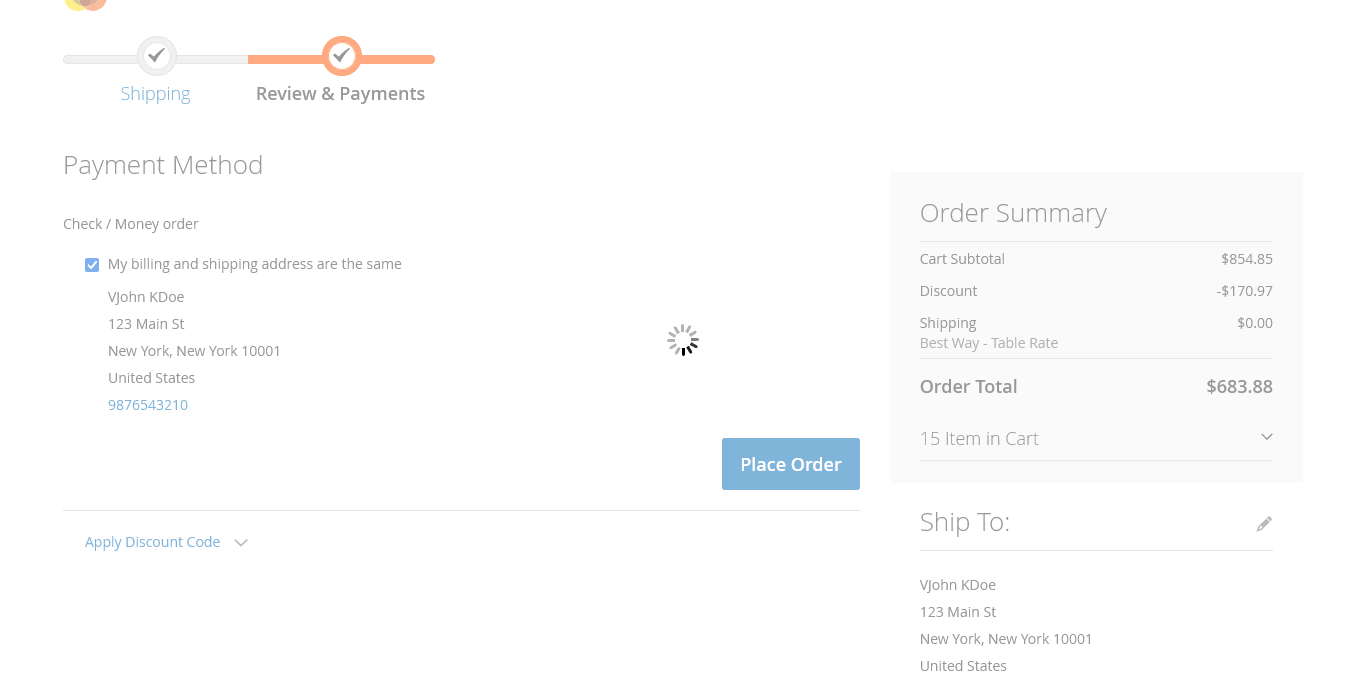 Shipping
Review & Payments
Payment Method
Check / Money order
My billing and shipping address are the same
VJohn KDoe
123 Main St
New York, New York 10001
United States
9876543210
Place Order
Apply Discount Code
Order Summary
Cart Subtotal $854.85
Discount -$170.97
Shipping $0.00
Best Way - Table Rate
Order Total $683.88
15 Item in Cart
Ship To:
VJohn KDoe
123 Main St
New York, New York 10001
United States